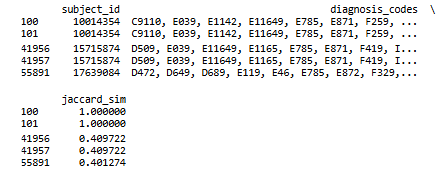 subject_id diagnosis_codes \
100 10014354 C9110, E039, E1142, E11649, E785, E871, F259, ...
101 10014354 C9110, E039, E1142, E11649, E785, E871, F259, ...
41956 15715874 D509, E039, E11649, E1165, E785, E871, F419, I...
41957 15715874 D509, E039, E11649, E1165, E785, E871, F419, I...
55891 17639084 D472, D649, D689, E119, E46, E785, E872, F329,...
jaccard_sim
100 1.000000
101 1.000000
41956 0.409722
41957 0.409722
55891 0.401274